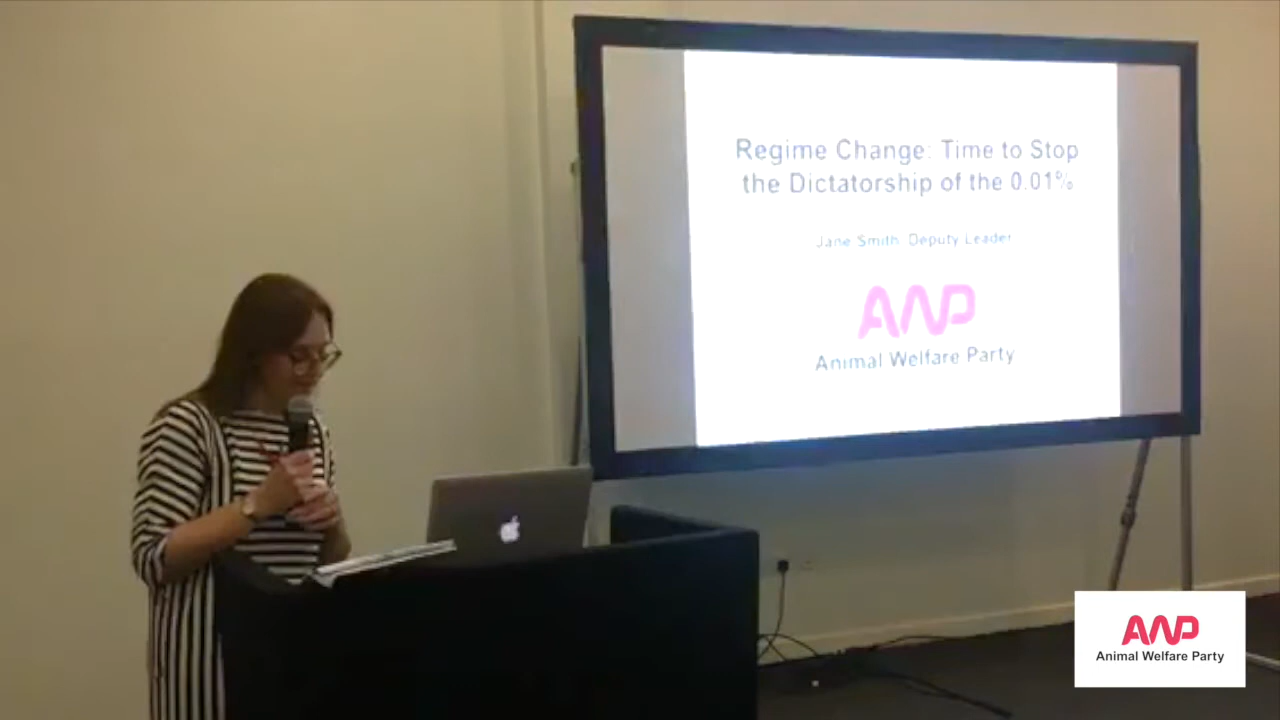 Regime Change: Time to Stop
the Dictatorship of the 0.01%
Jane Smith, Deputy Leader
AWP
Animal Welfare Party
AWP
Animal Welfare Party